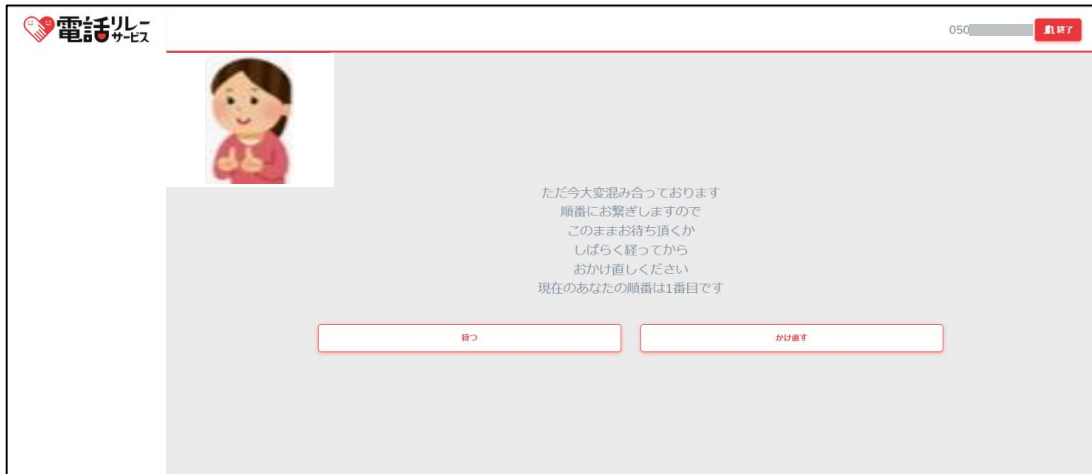 電話リレーサービス
050
終了
ただ今大変混み合っております
順番にお繋ぎしますので
このままお待ち頂くか
しばらく経ってから
おかけ直しください
現在のあなたの順番は1番目です
待つ
かけ直す